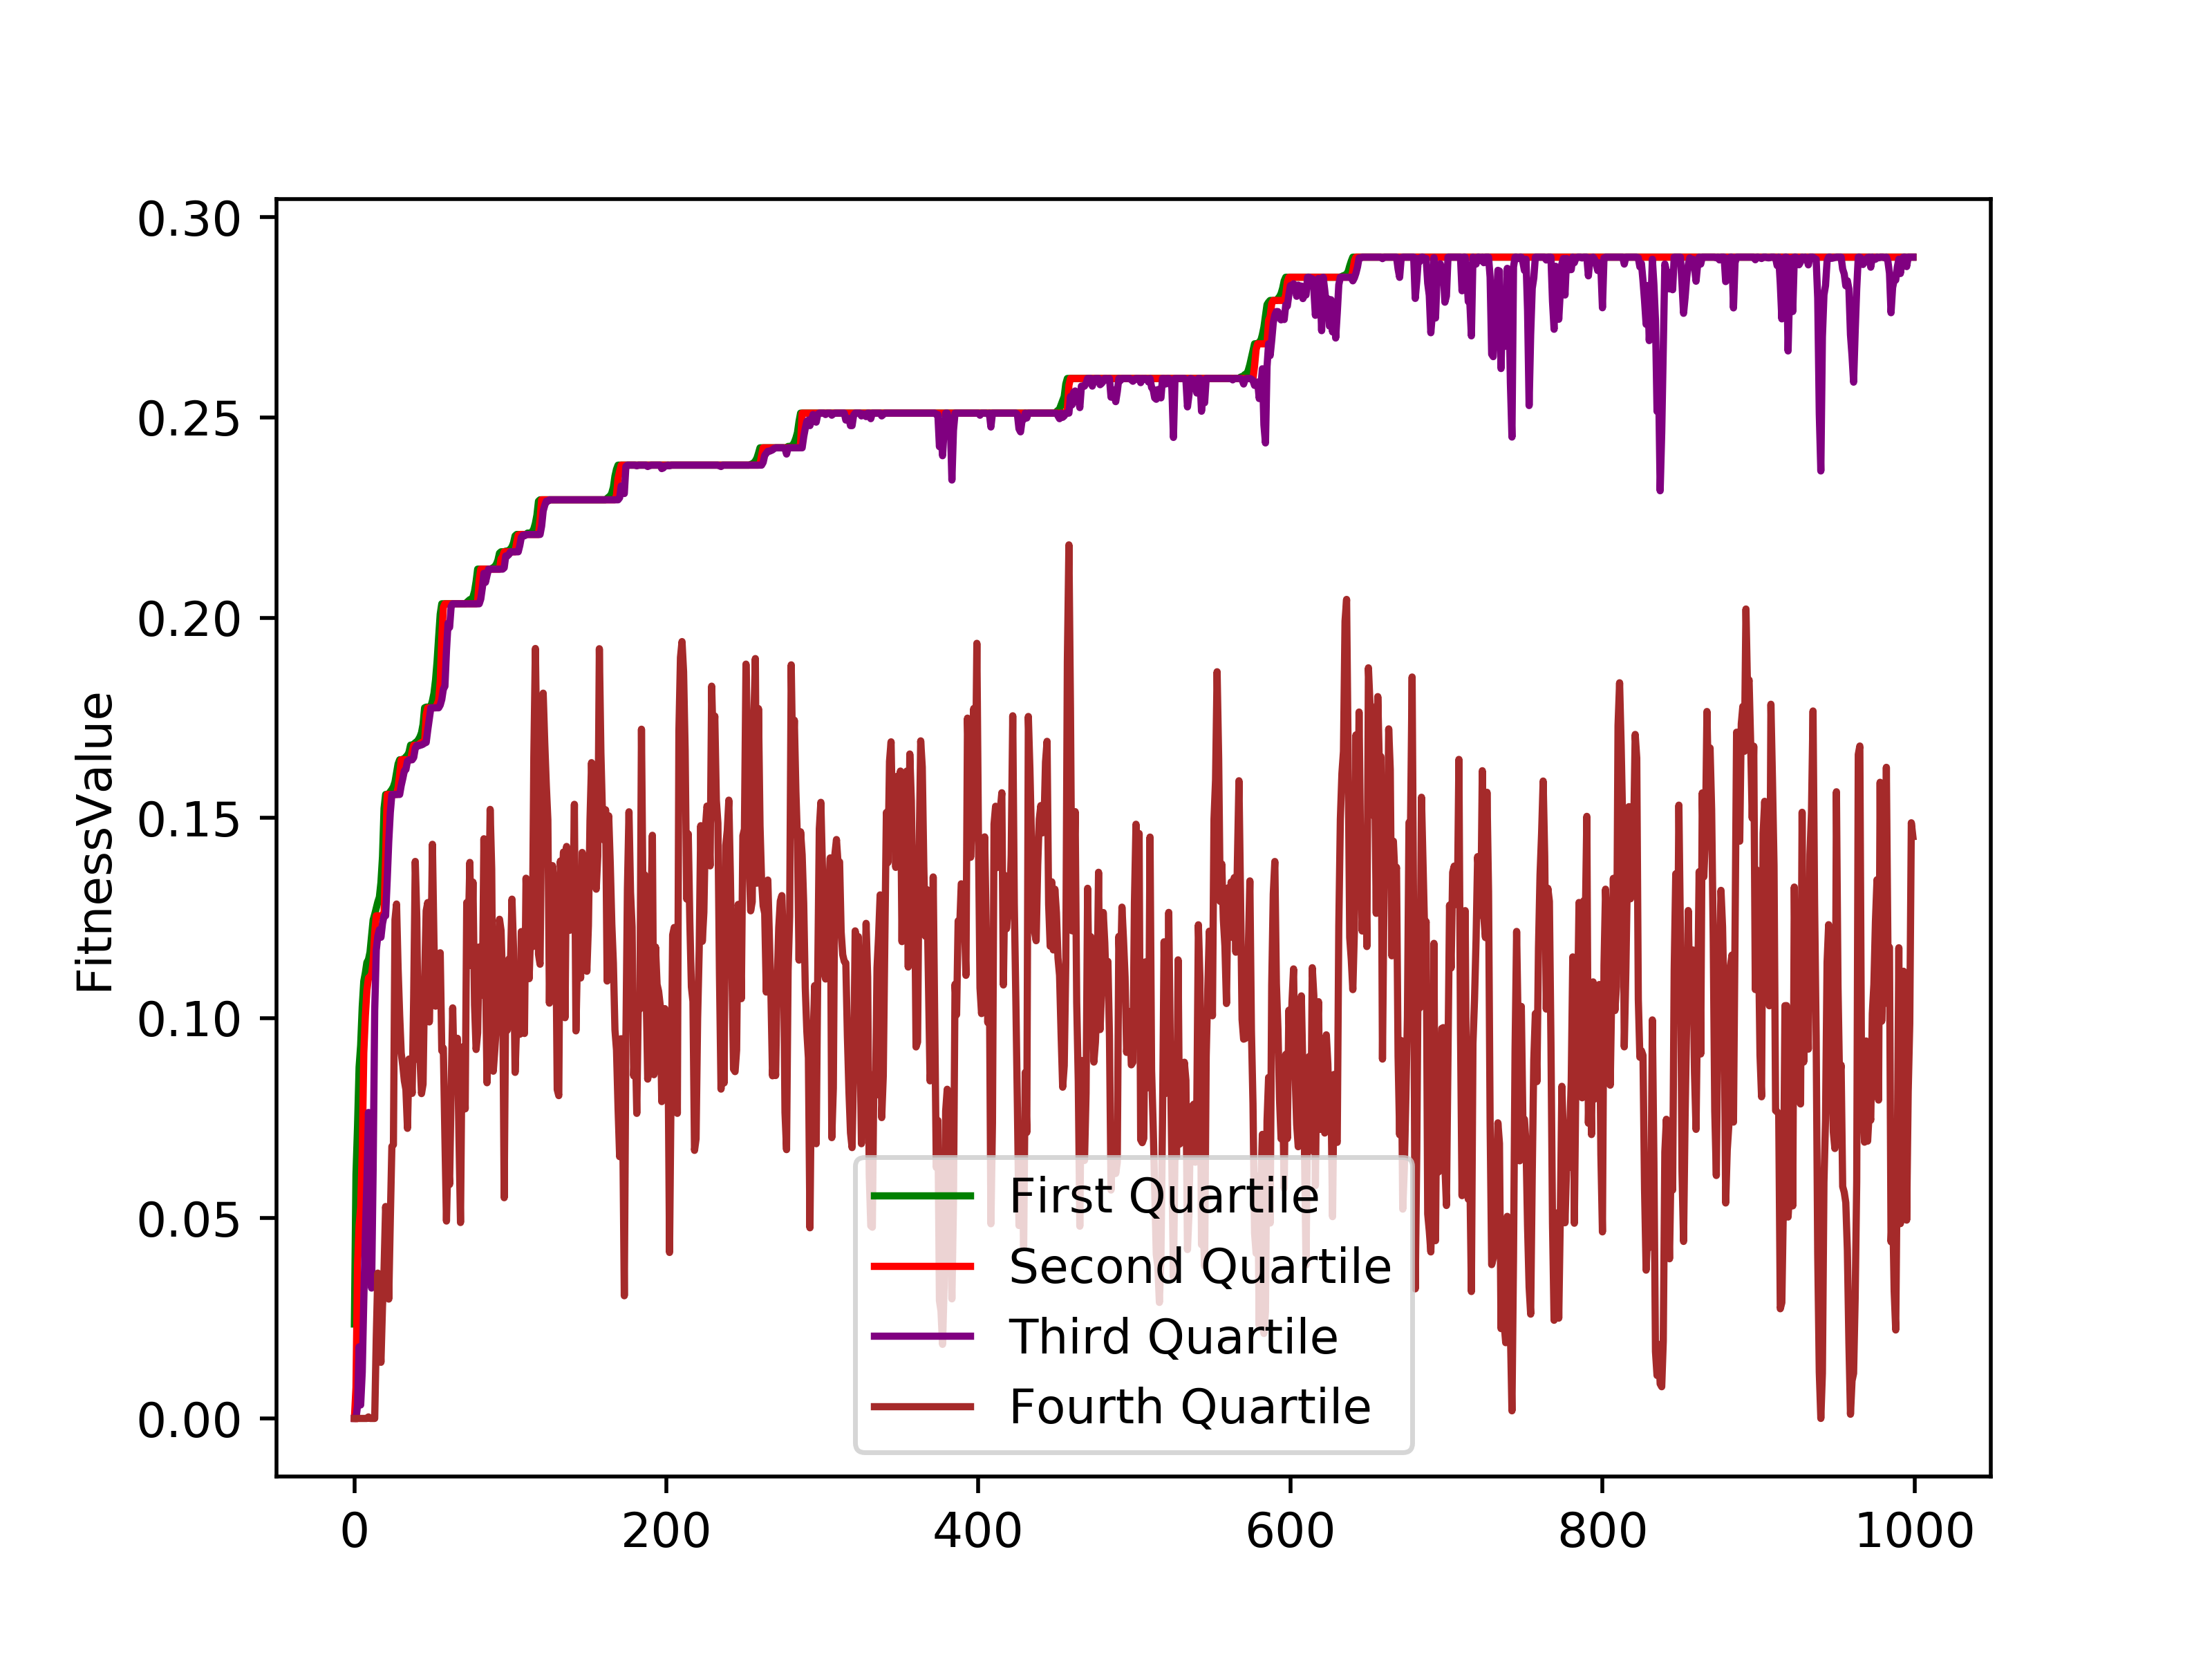 0.30
0.25
0.20
0.15
0.10
0.05
0.00
FitnessValue
First Quartile
Second Quartile
Third Quartile
Fourth Quartile
0 200 400 600 800 1000